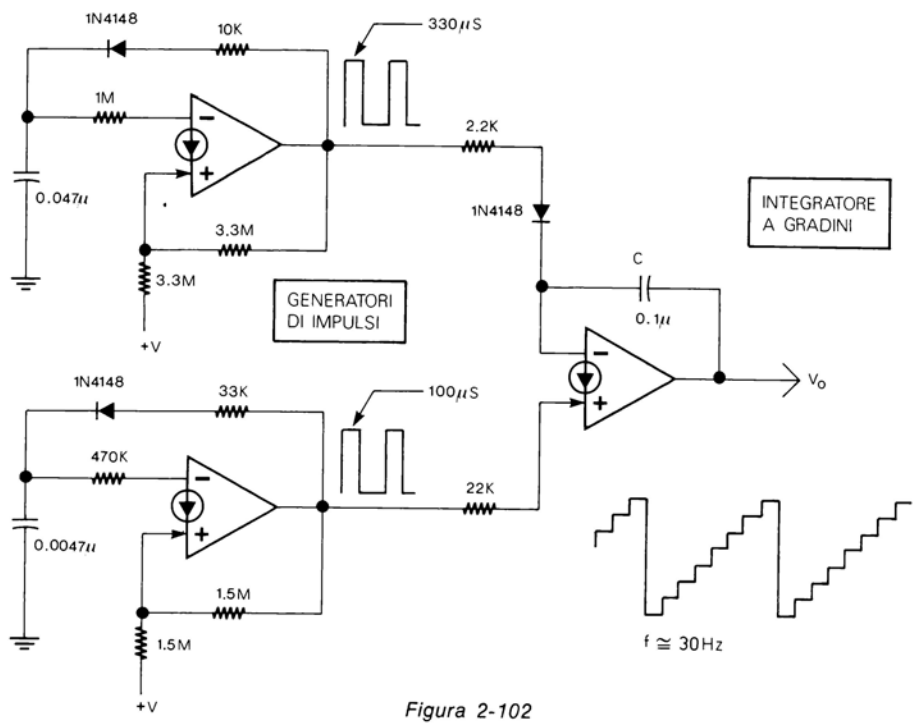 1N4148
10K
330µS
1M
2.2K
0.047µ
3.3M
3.3M
+V
1N4148
C
0.1µ
INTEGRATORE
A GRADINI
GENERATORI
DI IMPULSI
V₀
1N4148
33K
100µS
470K
22K
0.0047µ
1.5M
1.5M
+V
f ≅ 30Hz
Figura 2-102
− + − + − +